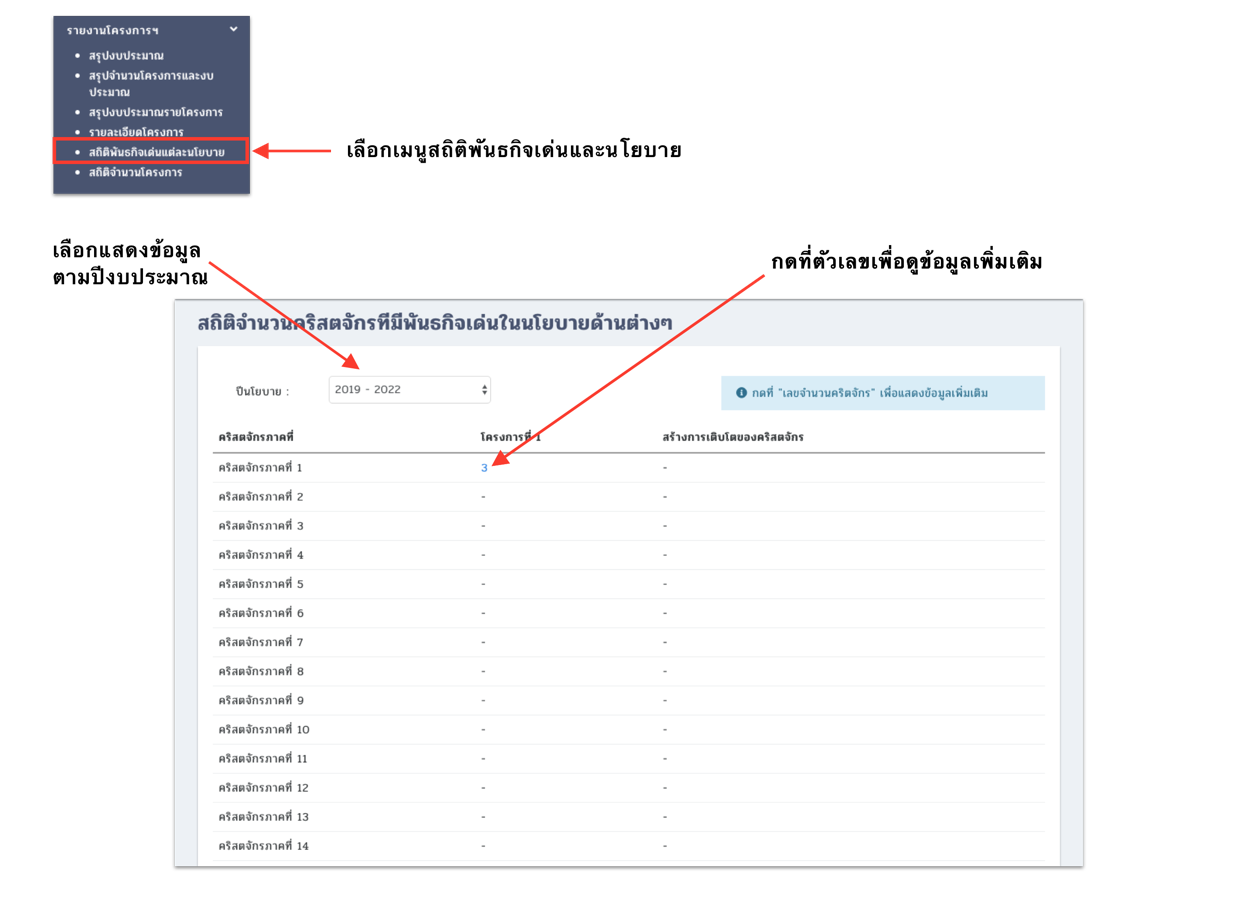 รายงานโครงการฯ
สรุปงบประมาณ
สรุปจำนวนโครงการและงบ
ประมาณ
สรุปงบประมาณรายโครงการ
รายละเอียดโครงการ
สถิติพันธกิจเด่นแต่ละนโยบาย
สถิติจำนวนโครงการ
เลือกเมนูสถิติพันธกิจเด่นและนโยบาย
เลือกแสดงข้อมูล
ตามปีงบประมาณ
กดที่ตัวเลขเพื่อดูข้อมูลเพิ่มเติม
สถิติจำนวนคริสตจักรที่มีพันธกิจเด่นในนโยบายด้านต่างๆ
ปีนโยบาย : 2019 - 2022
กดที่ "เลขจำนวนคริตจักร" เพื่อแสดงข้อมูลเพิ่มเติม
คริสตจักรภาคที่ โครงการที่ 1 สร้างการเติบโตของคริสตจักร
คริสตจักรภาคที่ 1 3 -
คริสตจักรภาคที่ 2 - -
คริสตจักรภาคที่ 3 - -
คริสตจักรภาคที่ 4 - -
คริสตจักรภาคที่ 5 - -
คริสตจักรภาคที่ 6 - -
คริสตจักรภาคที่ 7 - -
คริสตจักรภาคที่ 8 - -
คริสตจักรภาคที่ 9 - -
คริสตจักรภาคที่ 10 - -
คริสตจักรภาคที่ 11 - -
คริสตจักรภาคที่ 12 - -
คริสตจักรภาคที่ 13 - -
คริสตจักรภาคที่ 14 - -